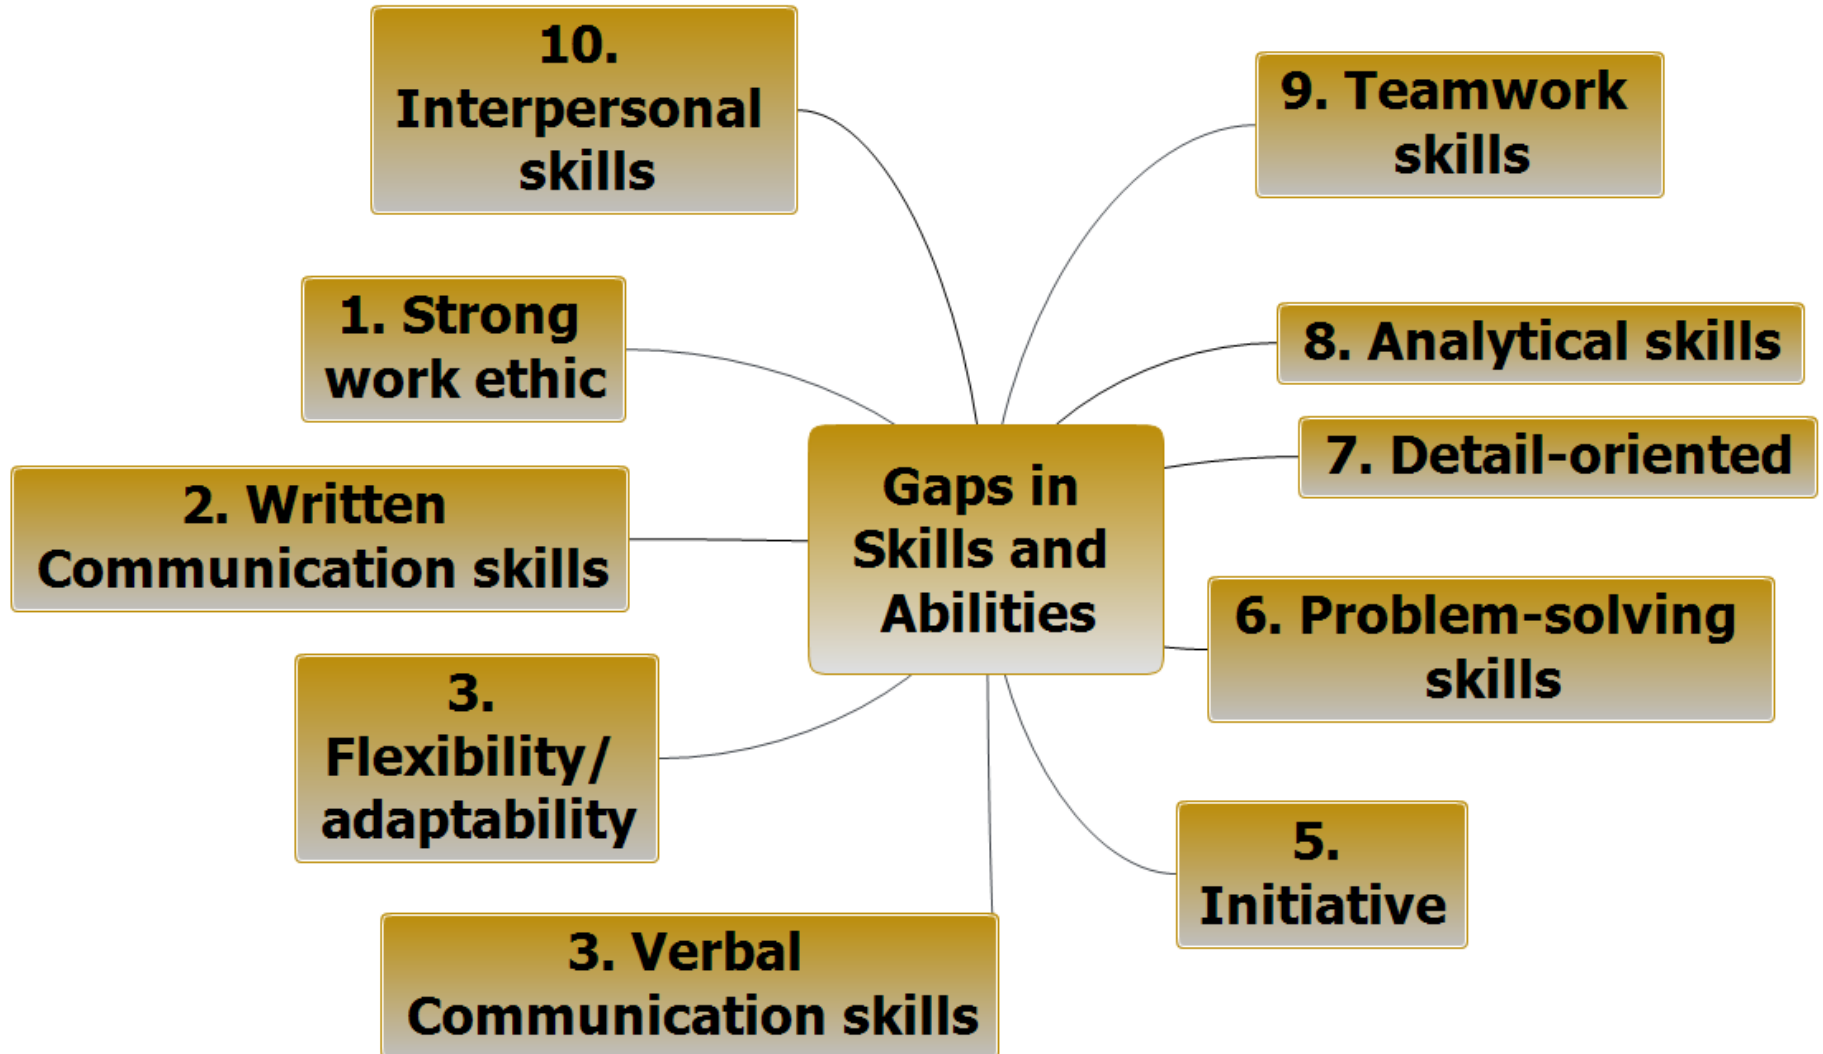 10.
Interpersonal
skills
9. Teamwork
skills
1. Strong
work ethic
8. Analytical skills
7. Detail-oriented
2. Written
Communication skills
Gaps in
Skills and
Abilities
6. Problem-solving
skills
3.
Flexibility/
adaptability
5.
Initiative
3. Verbal
Communication skills